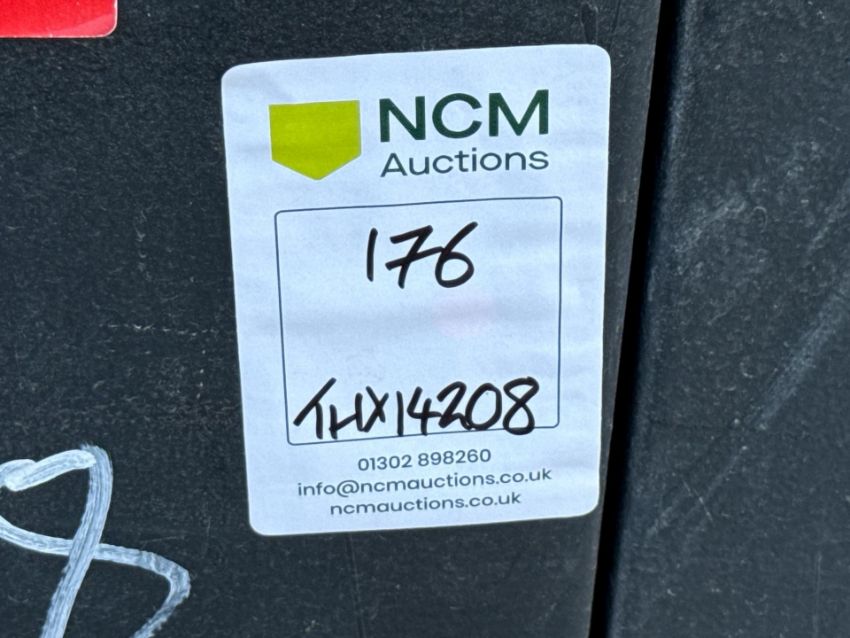 NCM
Auctions
176
THX14208
01302 898260
info@ncmauctions.co.uk
ncmauctions.co.uk